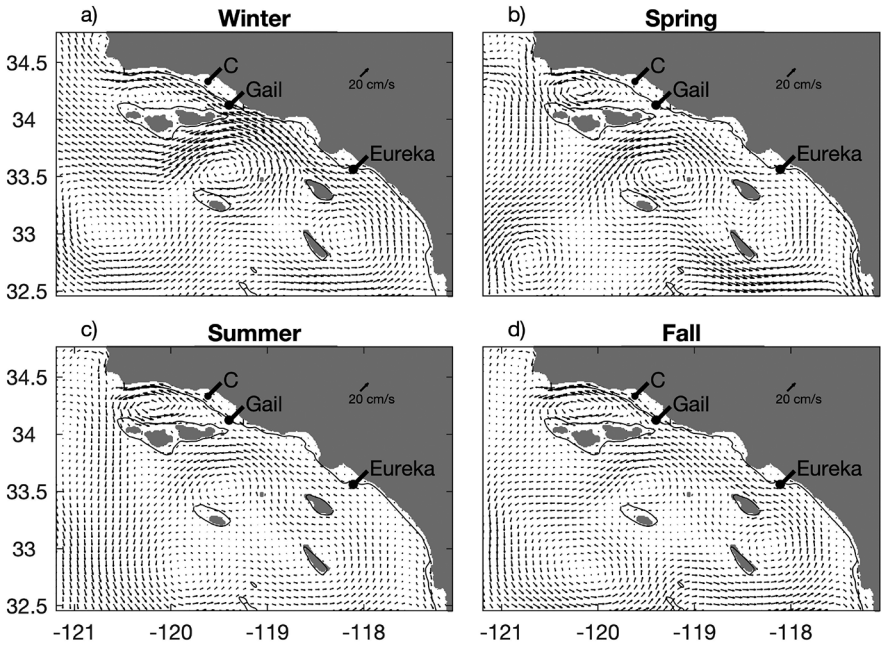 a) Winter
b) Spring
34.5
34
33.5
33
32.5
C
Gail
Eureka
20 cm/s
C
Gail
Eureka
20 cm/s
c) Summer
d) Fall
34.5
34
33.5
33
32.5
C
Gail
Eureka
20 cm/s
C
Gail
Eureka
20 cm/s
-121 -120 -119 -118
-121 -120 -119 -118